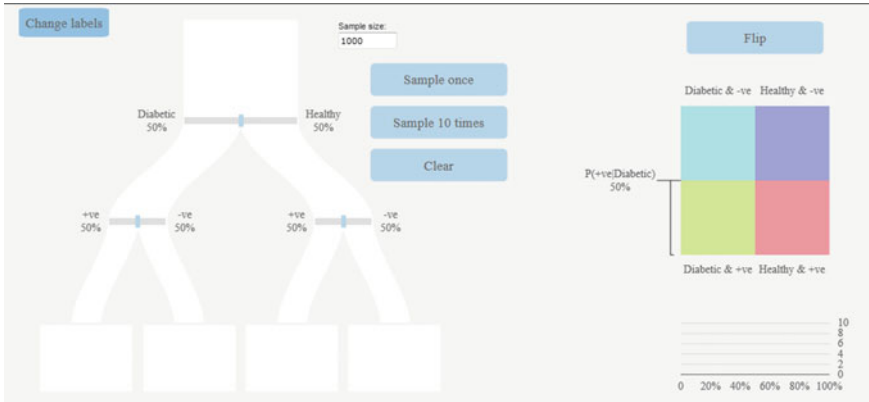 Change labels
Sample size:
1000
Flip
Sample once
Diabetic & -ve Healthy & -ve
Diabetic
50%
Healthy
50%
Sample 10 times
Clear
P(+ve|Diabetic)
50%
+ve
50%
-ve
50%
+ve
50%
-ve
50%
Diabetic & +ve Healthy & +ve
10
8
6
4
2
0
0 20% 40% 60% 80% 100%